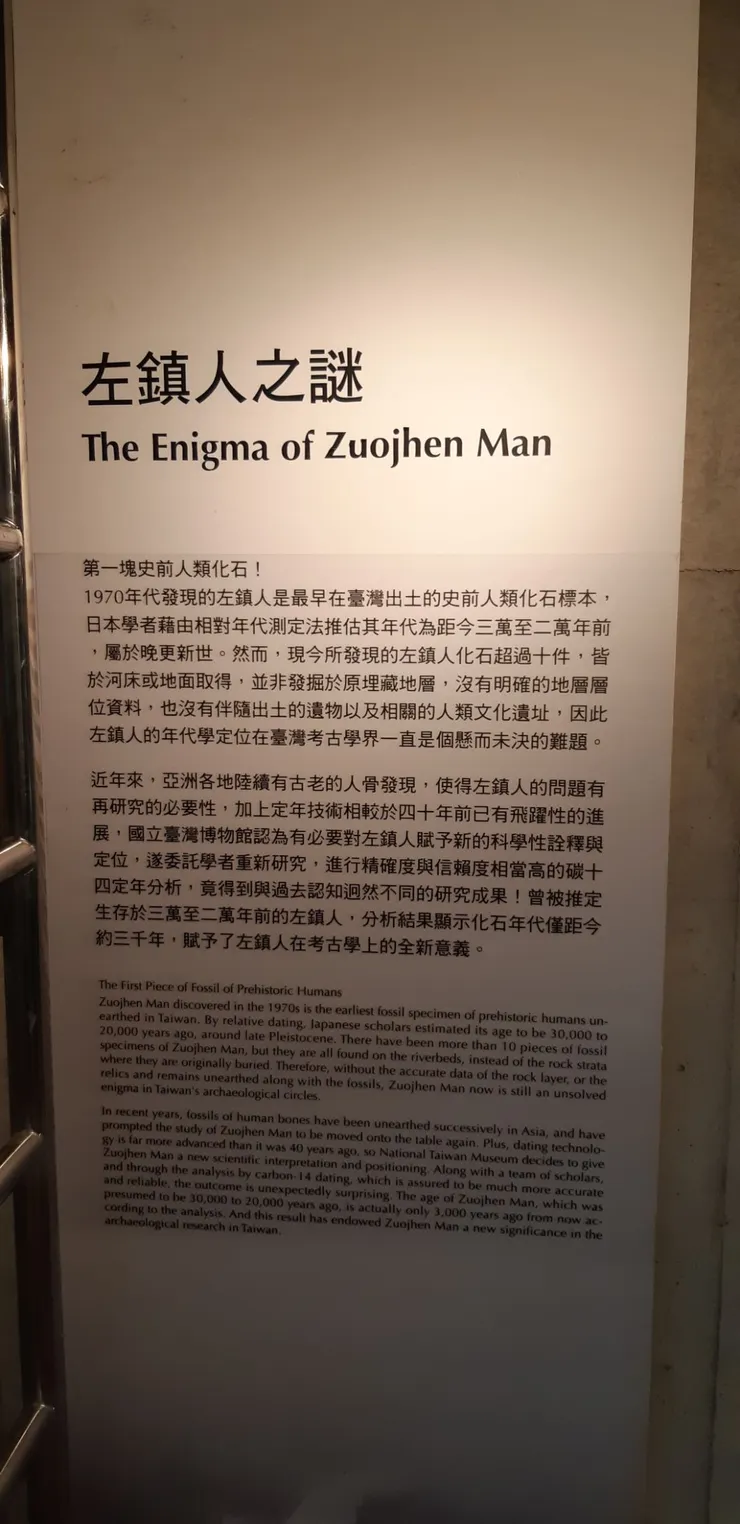 左鎮人之謎
The Enigma of Zuojhen Man
第一塊史前人類化石！
1970年代發現的左鎮人是最早在臺灣出土的史前人類化石標本，
日本學者藉由相對年代測定法推估其年代為距今三萬至二萬年前
，屬於晚更新世。然而，現今所發現的左鎮人化石超過十件，皆
於河床或地面取得，並非發掘於原埋藏地層，沒有明確的地層層
位資料，也沒有伴隨出土的遺物以及相關的人類文化遺址，因此
左鎮人的年代學定位在臺灣考古學界一直是個懸而未決的難題。
近年來，亞洲各地陸續有古老的人骨發現，使得左鎮人的問題有
再研究的必要性，加上定年技術相較於四十年前已有飛躍性的進
展，國立臺灣博物館認為有必要對左鎮人賦予新的科學性詮釋與
定位，遂委託學者重新研究，進行精確度與信賴度相當高的碳十
四定年分析，竟得到與過去認知迥然不同的研究成果！曾被推定
生存於三萬至二萬年前的左鎮人，分析結果顯示化石年代僅距今
約三千年，賦予了左鎮人在考古學上的全新意義。
The First Piece of Fossil of Prehistoric Humans
Zuojhen Man discovered in the 1970s is the earliest fossil specimen of prehistoric humans un-
earthed in Taiwan. By relative dating, Japanese scholars estimated its age to be 30,000 to
20,000 years ago, around late Pleistocene. There have been more than 10 pieces of fossil
specimens of Zuojhen Man, but they are all found on the riverbeds, instead of the rock strata
where they are originally buried. Therefore, without the accurate data of the rock layer, or the
relics and remains unearthed along with the fossils, Zuojhen Man now is still an unsolved
enigma in Taiwan's archaeological circles.
In recent years, fossils of human bones have been unearthed successively in Asia, and have
prompted the study of Zuojhen Man to be moved onto the table again. Plus, dating technolo-
gy is far more advanced than it was 40 years ago, so National Taiwan Museum decides to give
Zuojhen Man a new scientific interpretation and positioning. Along with a team of scholars,
and through the analysis by carbon-14 dating, which is assured to be much more accurate
and reliable, the outcome is unexpectedly surprising. The age of Zuojhen Man, which was
presumed to be 30,000 to 20,000 years ago, is actually only 3,000 years ago from now ac-
cording to the analysis. And this result has endowed Zuojhen Man a new significance in the
archaeological research in Taiwan.